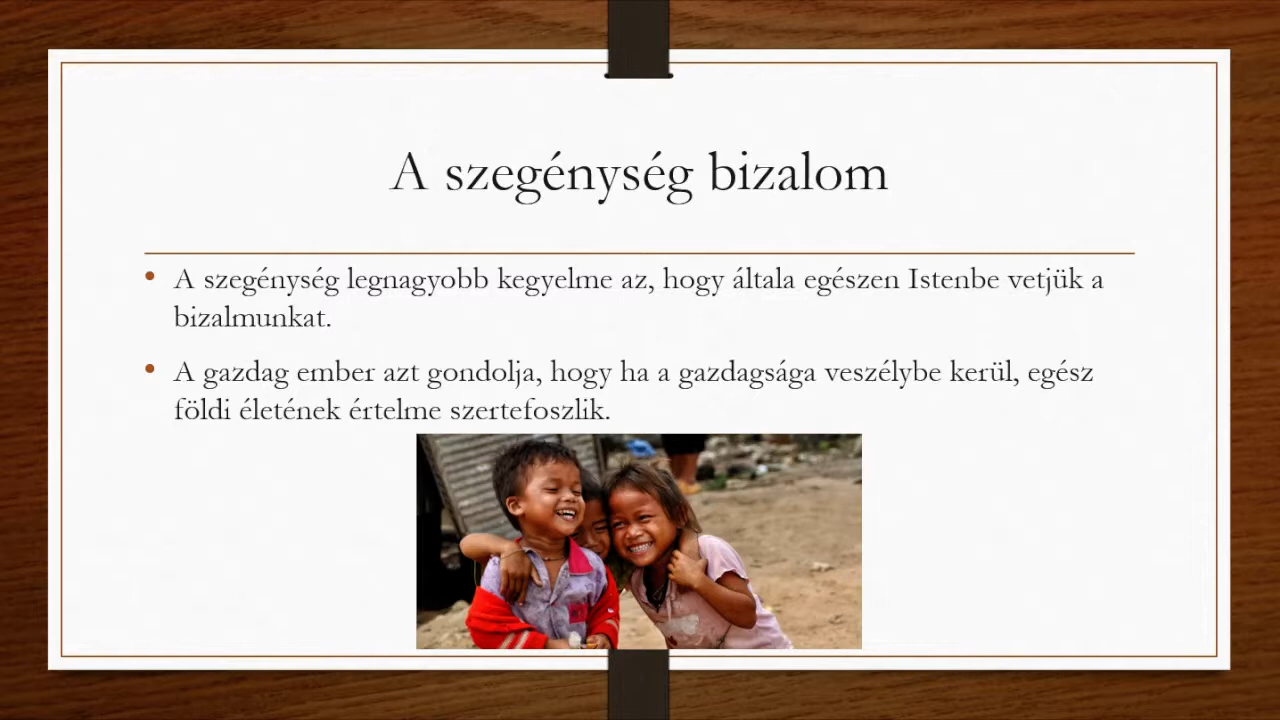 A szegénység bizalom
• A szegénység legnagyobb kegyelme az, hogy általa egészen Istenbe vetjük a
bizalmunkat.
• A gazdag ember azt gondolja, hogy ha a gazdagsága veszélybe kerül, egész
földi életének értelme szertefoszlik.